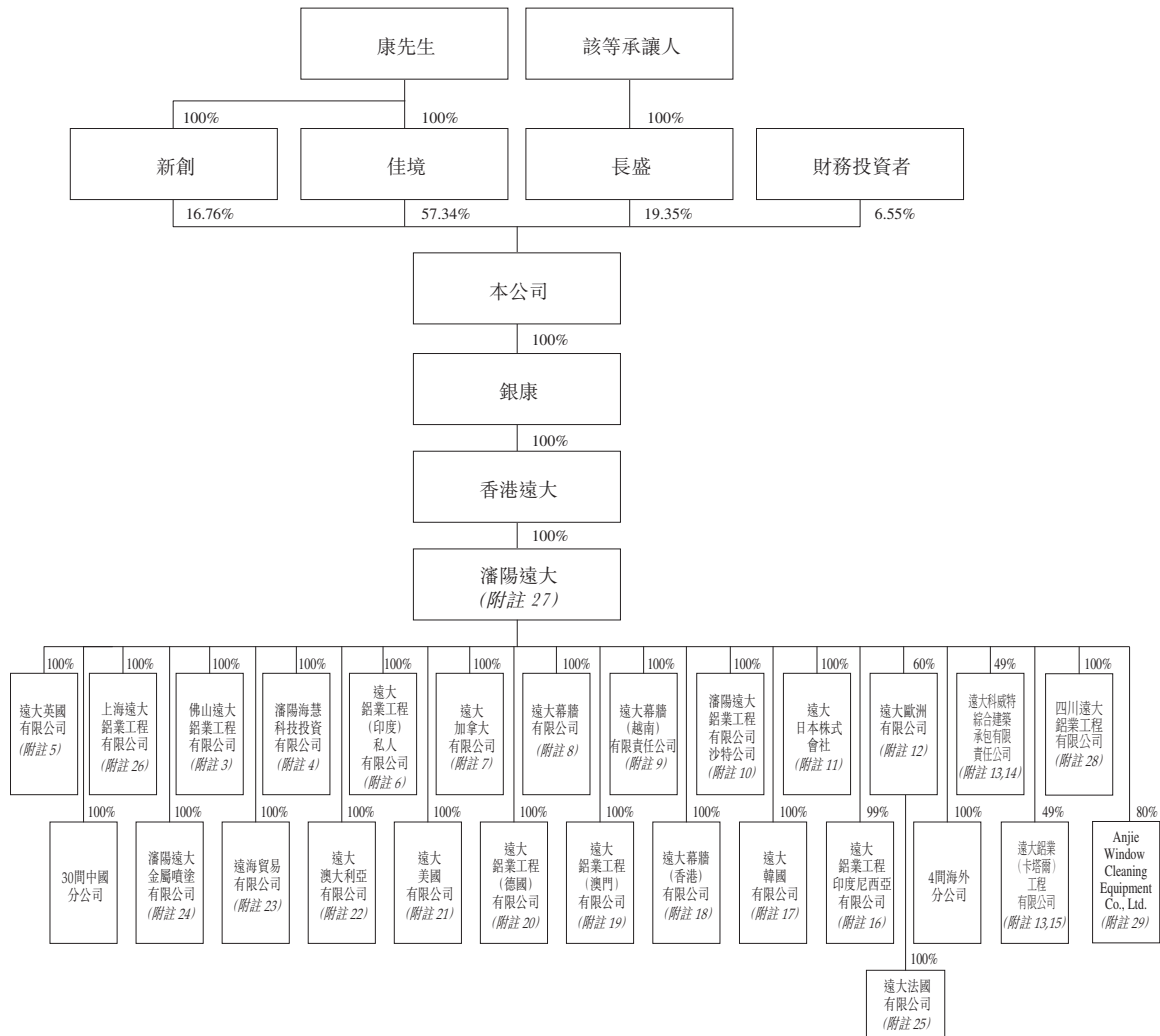 康先生
該等承讓人
100%
100%
100%
新創
佳境
長盛
財務投資者
16.76%
57.34%
19.35%
6.55%
本公司
100%
銀康
100%
香港遠大
100%
瀋陽遠大
(附註 27)
100%
遠大英國
有限公司
(附註 5)
100%
上海遠大
鋁業工程
有限公司
(附註 26)
100%
佛山遠大
鋁業工程
有限公司
(附註 3)
100%
瀋陽海慧
科技投資
有限公司
(附註 4)
100%
遠大
鋁業工程
(印度)
私人
有限公司
(附註 6)
100%
遠大
加拿大
有限公司
(附註 7)
100%
遠大幕牆
有限公司
(附註 8)
100%
遠大幕牆
(越南)
有限責任公司
(附註 9)
100%
瀋陽遠大
鋁業工程
有限公司
沙特公司
(附註 10)
100%
遠大
日本株式
會社
(附註 11)
60%
遠大歐洲
有限公司
(附註 12)
49%
遠大科威特
綜合建築
承包有限
責任公司
(附註 13,14)
100%
四川遠大
鋁業工程
有限公司
(附註 28)
100%
30間中國
分公司
100%
瀋陽遠大
金屬噴塗
有限公司
(附註 24)
100%
遠海貿易
有限公司
(附註 23)
100%
遠大
澳大利亞
有限公司
(附註 22)
100%
遠大
美國
有限公司
(附註 21)
100%
遠大
鋁業工程
(德國)
有限公司
(附註 20)
100%
遠大
鋁業工程
(澳門)
有限公司
(附註 19)
100%
遠大幕牆
(香港)
有限公司
(附註 18)
100%
遠大
韓國
有限公司
(附註 17)
99%
遠大
鋁業工程
印度尼西亞
有限公司
(附註 16)
100%
4間海外
分公司
49%
遠大鋁業
(卡塔爾)
工程
有限公司
(附註 13,15)
80%
Anjie
Window
Cleaning
Equipment
Co., Ltd.
(附註 29)
100%
遠大法國
有限公司
(附註 25)